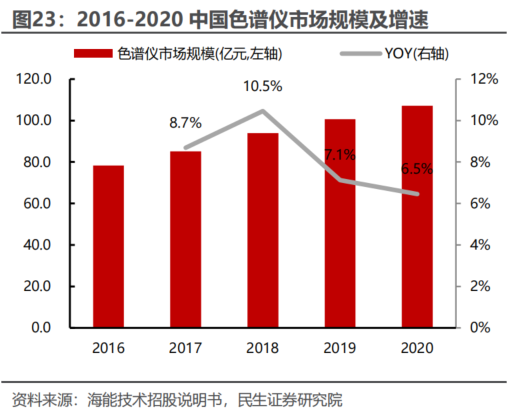 图23：2016-2020 中国色谱仪市场规模及增速
色谱仪市场规模(亿元,左轴) YOY(右轴)
120.0 12%
10.5%
100.0 8.7% 10%
80.0 7.1% 6.5% 8%
60.0 6%
40.0 4%
20.0 2%
0.0 0%
2016 2017 2018 2019 2020
资料来源：海能技术招股说明书，民生证券研究院